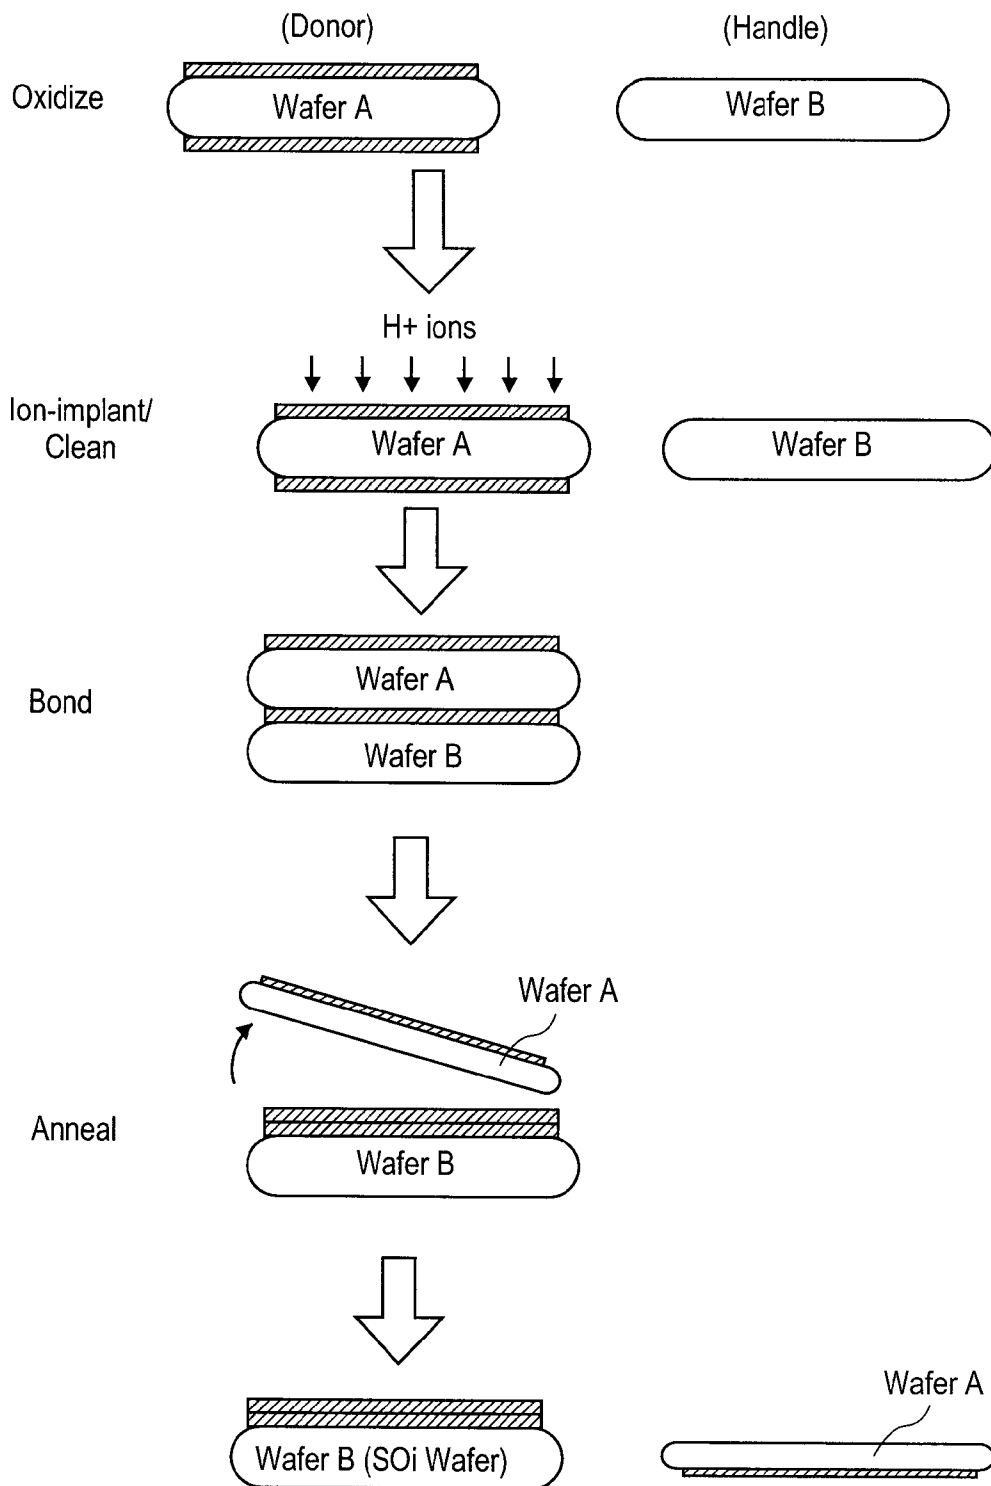 (Donor)
(Handle)
Oxidize
Wafer A
Wafer B
H+ ions
Ion-implant/
Clean
Wafer A
Wafer B
Bond
Wafer A
Wafer B
Wafer A
Anneal
Wafer B
Wafer A
Wafer B (SOi Wafer)